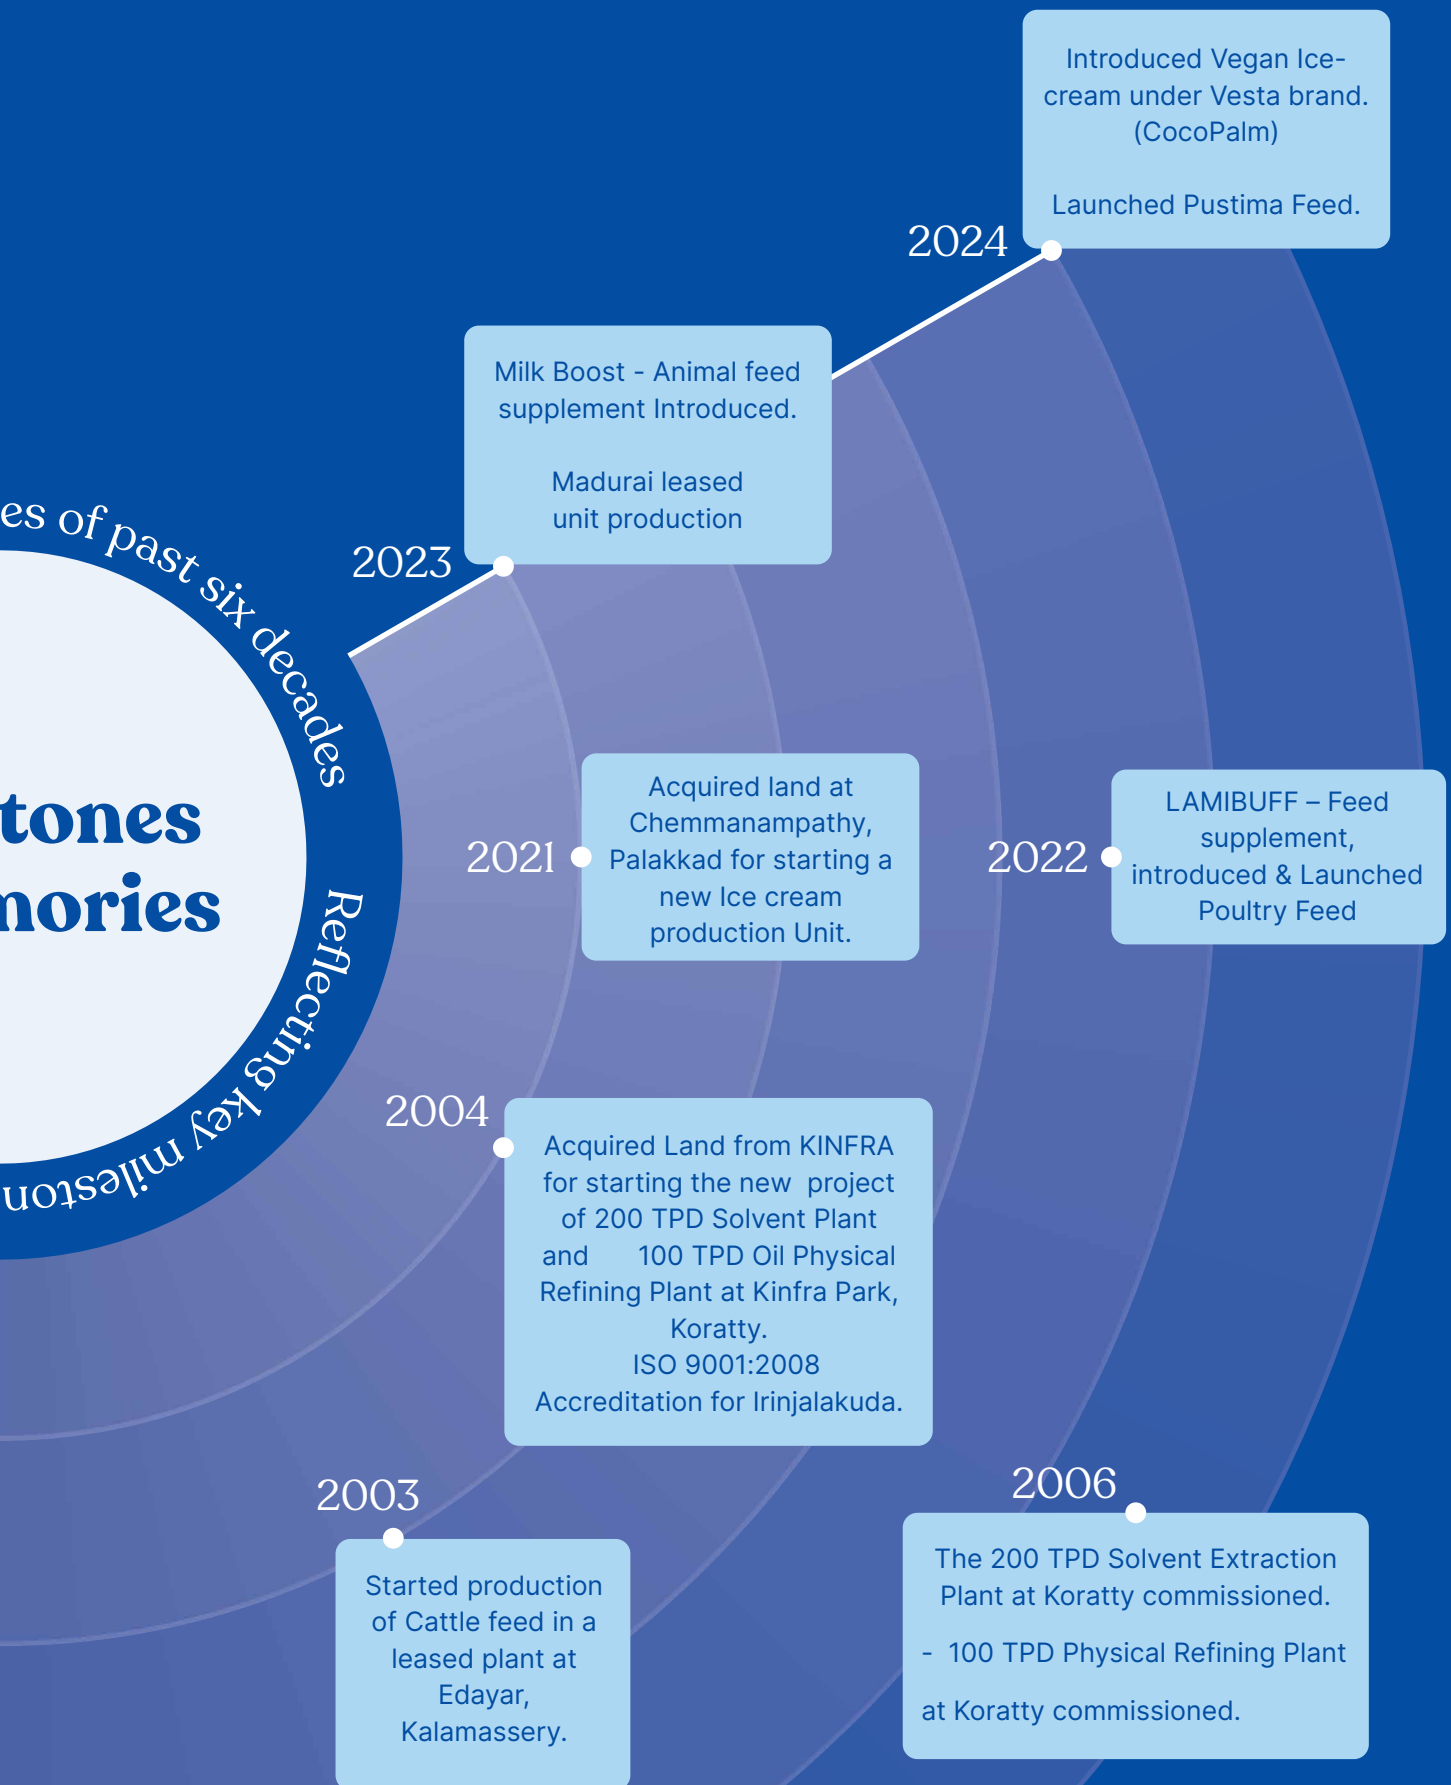 Introduced Vegan Ice-
cream under Vesta brand.
(CocoPalm)
Launched Pustima Feed.
2024
Milk Boost - Animal feed
supplement Introduced.
Madurai leased
unit production
2023
es of past six decades
tones
nories
Reflecting key mileston
2021
Acquired land at
Chemmanampathy,
Palakkad for starting a
new Ice cream
production Unit.
2022
LAMIBUFF – Feed
supplement,
introduced & Launched
Poultry Feed
2004
Acquired Land from KINFRA
for starting the new project
of 200 TPD Solvent Plant
and 100 TPD Oil Physical
Refining Plant at Kinfra Park,
Koratty.
ISO 9001:2008
Accreditation for Irinjalakuda.
2003
Started production
of Cattle feed in a
leased plant at
Edayar,
Kalamassery.
2006
The 200 TPD Solvent Extraction
Plant at Koratty commissioned.
- 100 TPD Physical Refining Plant
at Koratty commissioned.